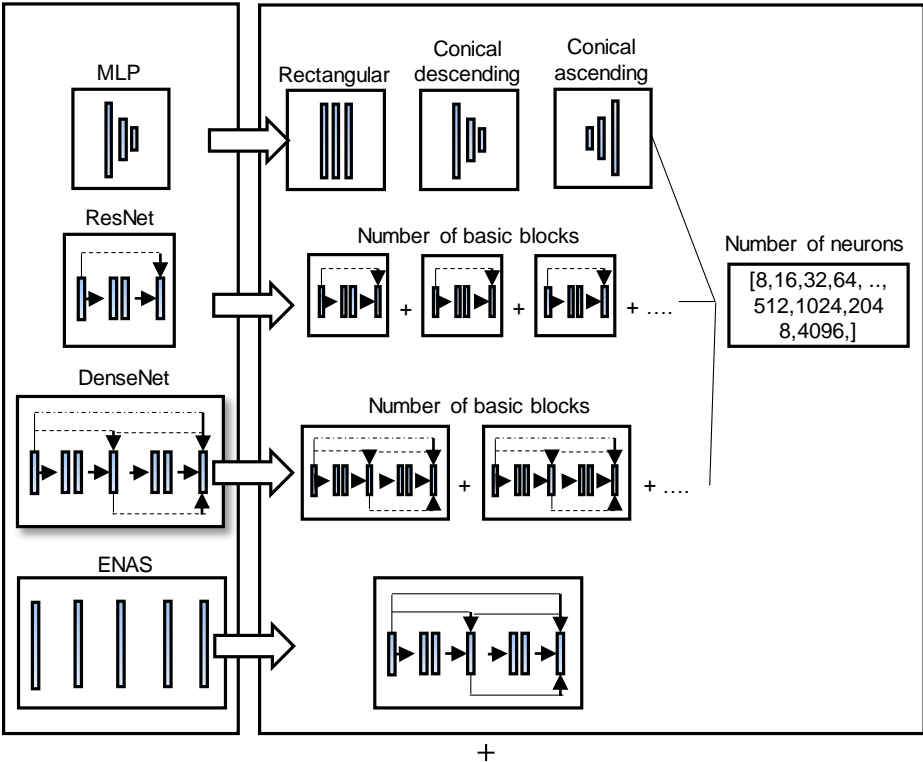 MLP
Rectangular
Conical
descending
Conical
ascending
ResNet
Number of basic blocks
+
+
+ ....
Number of neurons
[8,16,32,64, ..,
512,1024,204
8,4096,]
DenseNet
Number of basic blocks
+
+ ....
ENAS
+